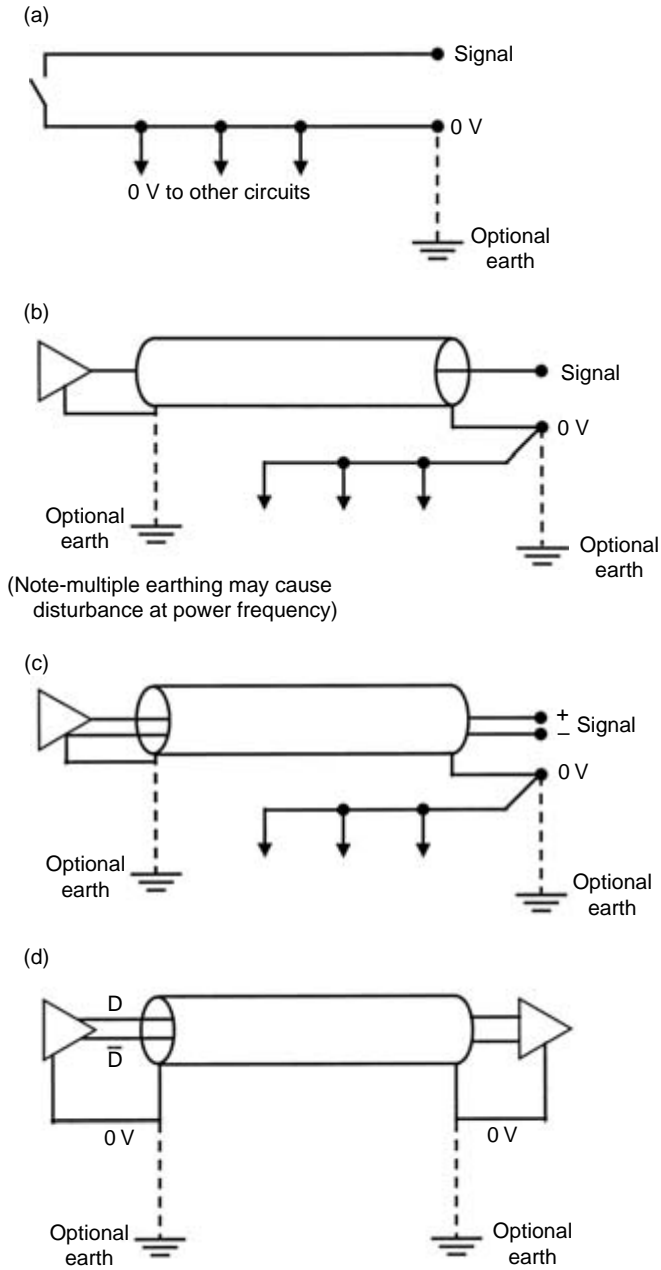 (a)
Signal
0 V
0 V to other circuits
Optional
earth
(b)
Signal
0 V
Optional
earth
Optional
earth
(Note-multiple earthing may cause
disturbance at power frequency)
(c)
+
− Signal
0 V
Optional
earth
Optional
earth
(d)
D
D̅
0 V
0 V
Optional
earth
Optional
earth